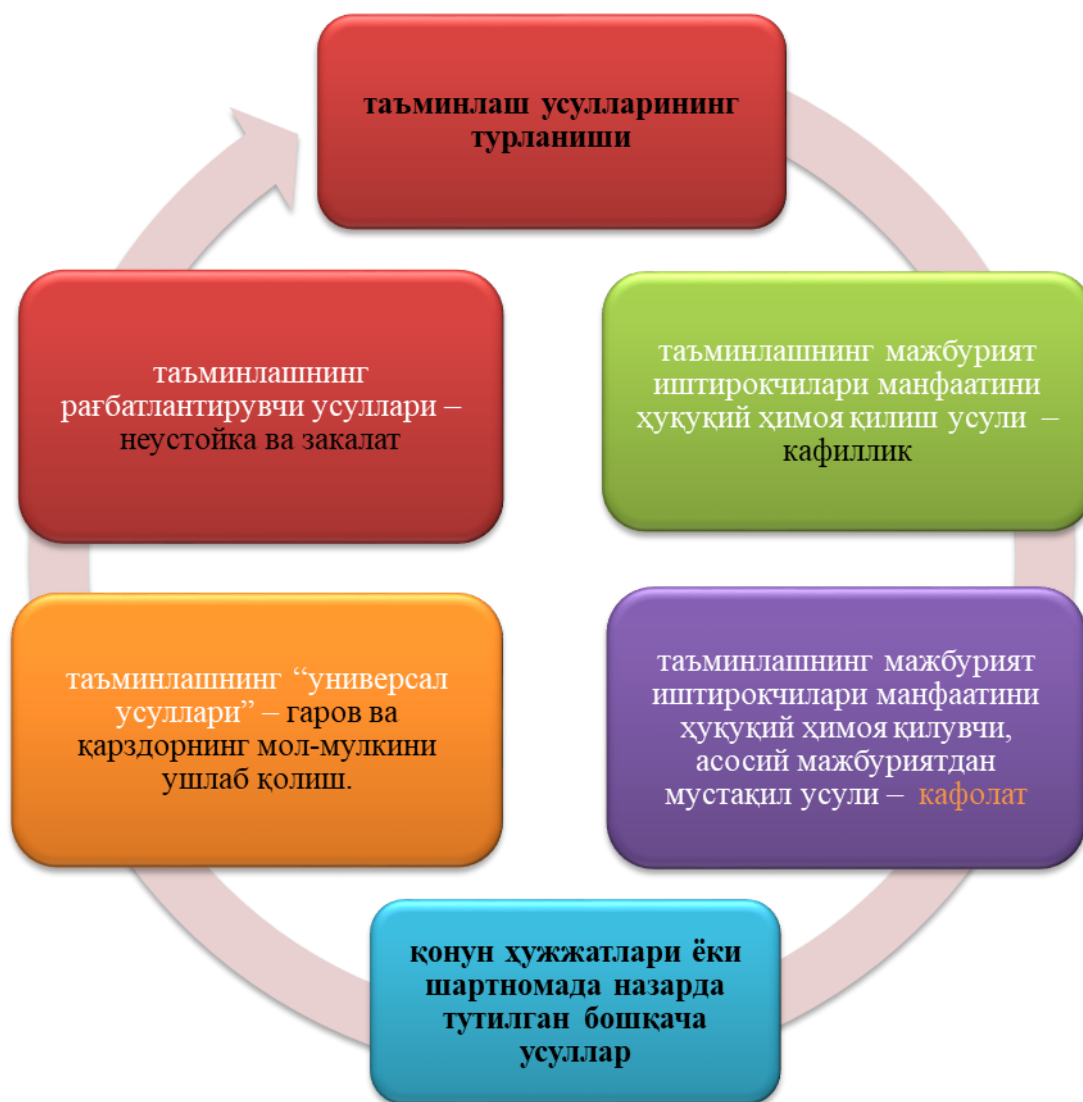 таъминлаш усулларининг
турланиши
таъминлашнинг мажбурият
иштирокчилари манфаатини
ҳуқуқий ҳимоя қилиш усули –
кафиллик
таъминлашнинг мажбурият
иштирокчилари манфаатини
ҳуқуқий ҳимоя қилувчи,
асосий мажбуриятдан
мустақил усули – кафолат
қонун ҳужжатлари ёки
шартномада назарда
тутилган бошқача
усуллар
таъминлашнинг “универсал
усуллари” – гаров ва
қарздорнинг мол-мулкини
ушлаб қолиш.
таъминлашнинг
рағбатлантирувчи усуллари –
неустойка ва закалат